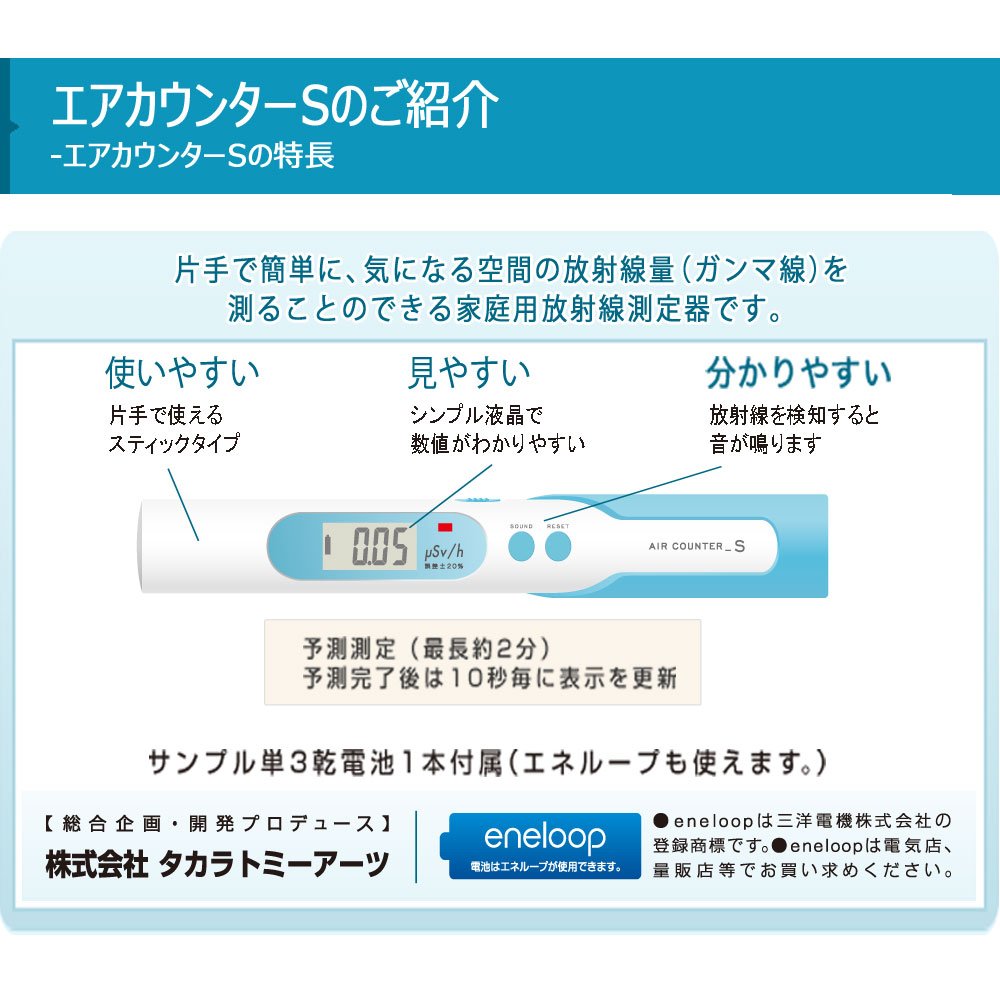 エアカウンターSのご紹介
-エアカウンターSの特長
片手で簡単に、気になる空間の放射線量(ガンマ線)を
測ることのできる家庭用放射線測定器です。
使いやすい
片手で使える
スティックタイプ
見やすい
シンプル液晶で
数値がわかりやすい
分かりやすい
放射線を検知すると
音が鳴ります
0.05
μSv/h
誤差±20%
SOUND
RESET
AIR COUNTER_S
予測測定(最長約2分)
予測完了後は10秒毎に表示を更新
サンプル単3乾電池1本付属(エネループも使えます。)
【総合企画・開発プロデュース】
株式会社 タカラトミーアーツ
eneloop
電池はエネループが使用できます。
●eneloopは三洋電機株式会社の
登録商標です。●eneloopは電気店、
量販店等でお買い求めください。